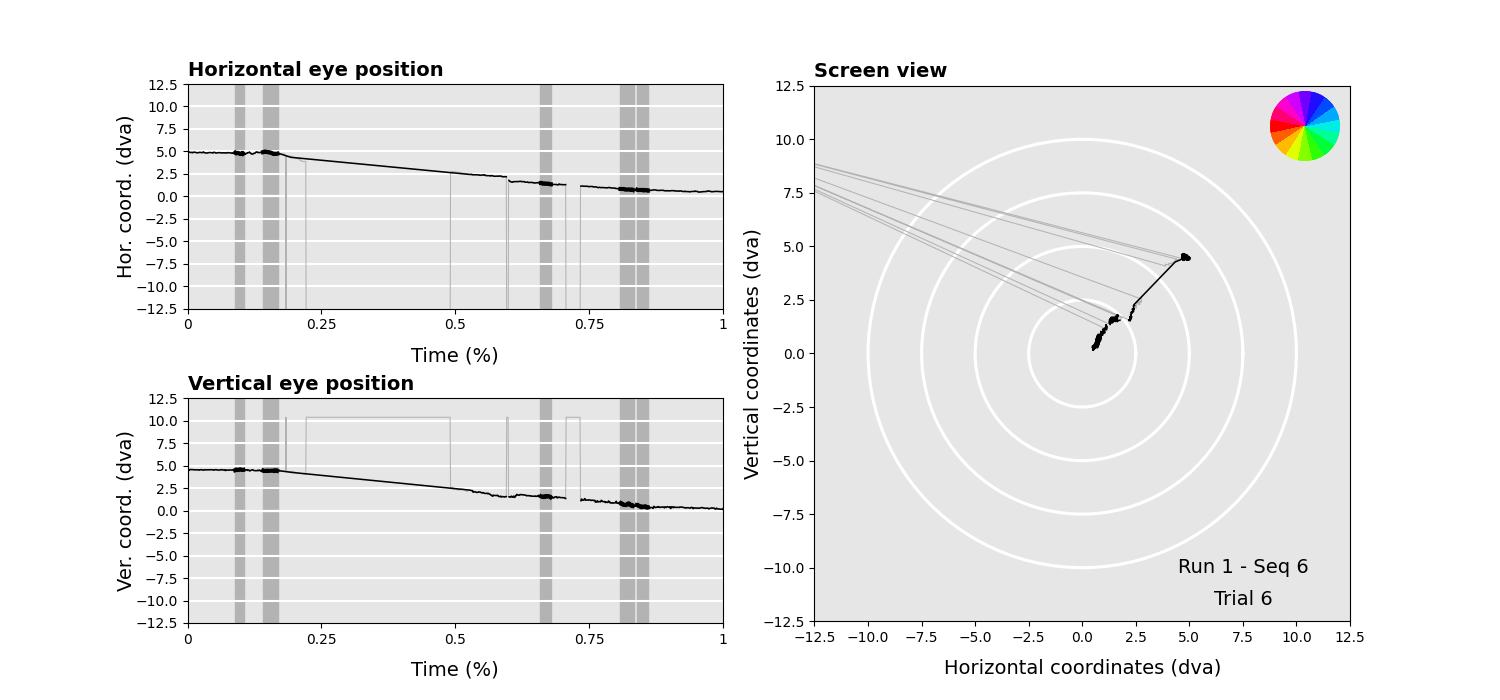 Horizontal eye position
12.5
10.0
7.5
5.0
2.5
0.0
−2.5
−5.0
−7.5
−10.0
−12.5
Hor. coord. (dva)
0 0.25 0.5 0.75 1
Time (%)
Vertical eye position
12.5
10.0
7.5
5.0
2.5
0.0
−2.5
−5.0
−7.5
−10.0
−12.5
Ver. coord. (dva)
0 0.25 0.5 0.75 1
Time (%)
Screen view
12.5
10.0
7.5
5.0
2.5
0.0
−2.5
−5.0
−7.5
−10.0
−12.5
Vertical coordinates (dva)
Run 1 - Seq 6
Trial 6
−12.5 −10.0 −7.5 −5.0 −2.5 0.0 2.5 5.0 7.5 10.0 12.5
Horizontal coordinates (dva)